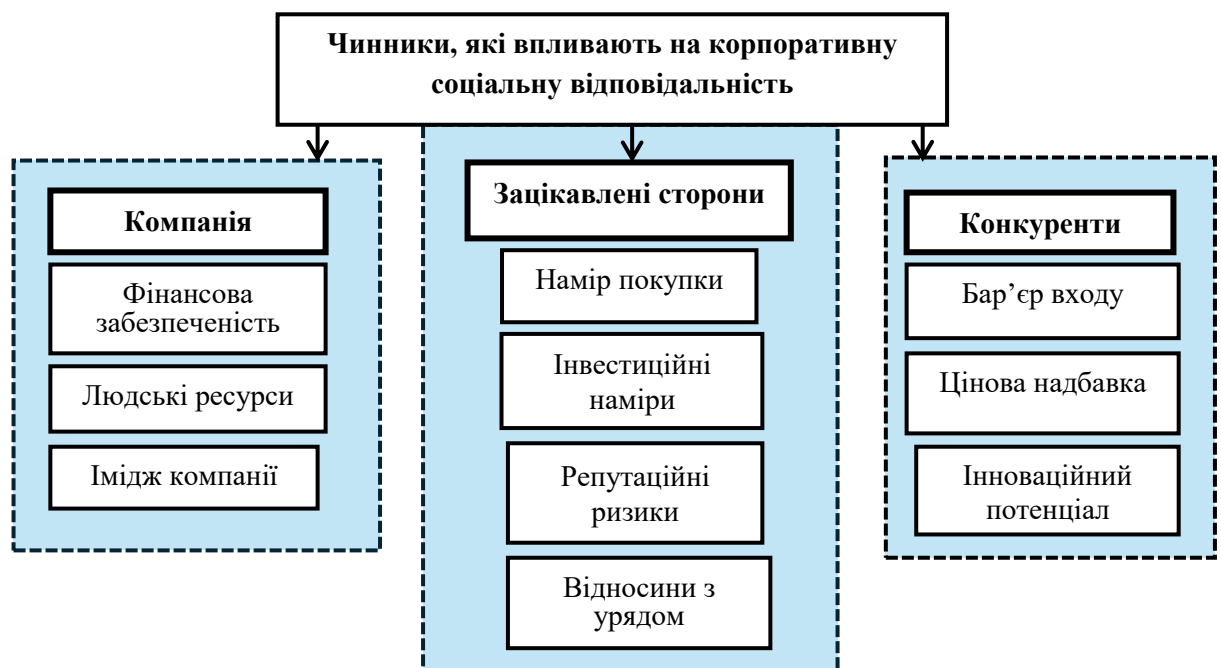 Чинники, які впливають на корпоративну
соціальну відповідальність
Компанія
Фінансова
забезпеченість
Людські ресурси
Імідж компанії
Зацікавлені сторони
Намір покупки
Інвестиційні
наміри
Репутаційні
ризики
Відносини з
урядом
Конкуренти
Бар’єр входу
Цінова надбавка
Інноваційний
потенціал